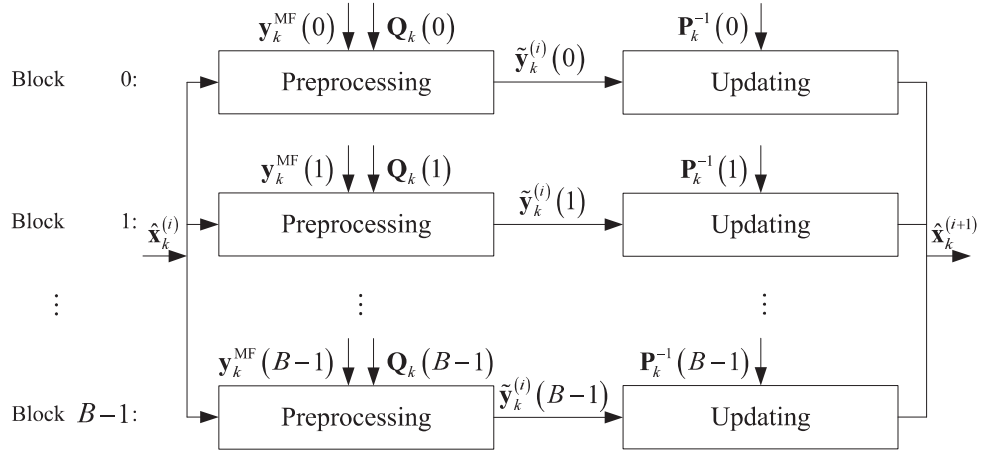 y_k^MF(0) Q_k(0) P_k^-1(0)
Block 0: Preprocessing ỹ_k^(i)(0) Updating
y_k^MF(1) Q_k(1) P_k^-1(1)
Block 1: Preprocessing ỹ_k^(i)(1) Updating
x̂_k^(i) x̂_k^(i+1)
⋮ ⋮ ⋮
y_k^MF(B−1) Q_k(B−1) P_k^-1(B−1)
Block B−1: Preprocessing ỹ_k^(i)(B−1) Updating